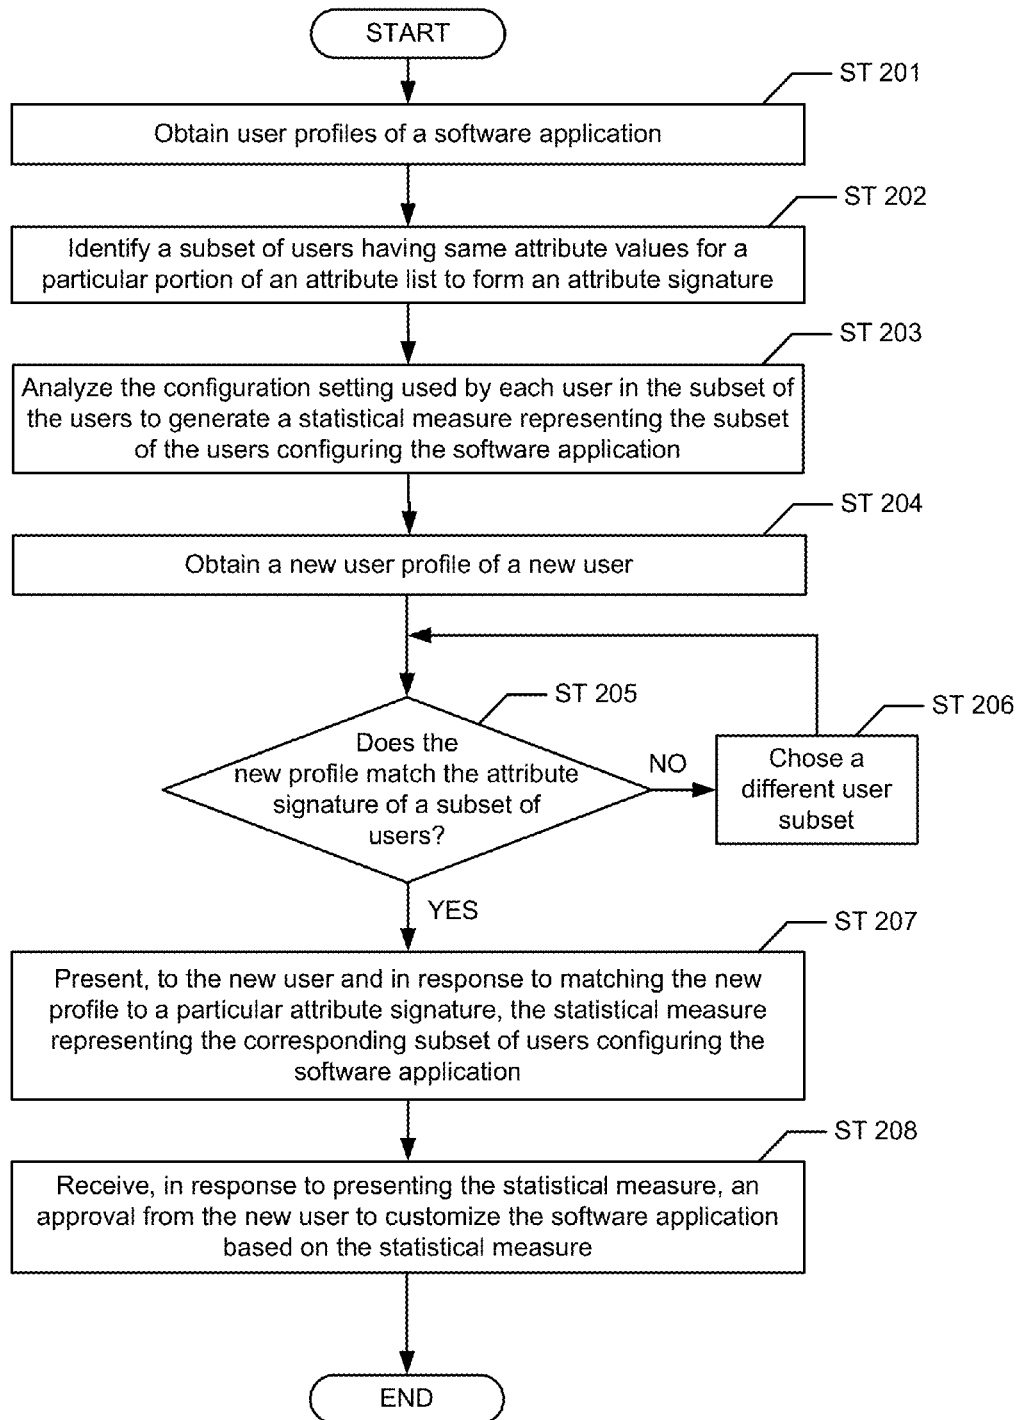 START
ST 201
Obtain user profiles of a software application
ST 202
Identify a subset of users having same attribute values for a
particular portion of an attribute list to form an attribute signature
ST 203
Analyze the configuration setting used by each user in the subset of
the users to generate a statistical measure representing the subset
of the users configuring the software application
ST 204
Obtain a new user profile of a new user
ST 205
Does the
new profile match the attribute
signature of a subset of
users?
NO
ST 206
Chose a
different user
subset
YES
ST 207
Present, to the new user and in response to matching the new
profile to a particular attribute signature, the statistical measure
representing the corresponding subset of users configuring the
software application
ST 208
Receive, in response to presenting the statistical measure, an
approval from the new user to customize the software application
based on the statistical measure
END